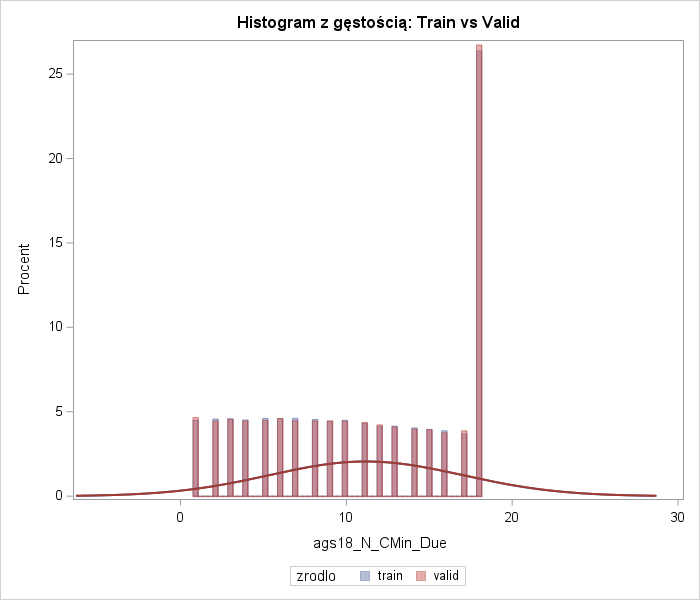 Histogram z gęstością: Train vs Valid
25
20
15
10
5
0
Procent
0 10 20 30
ags18_N_CMin_Due
zrodlo train valid